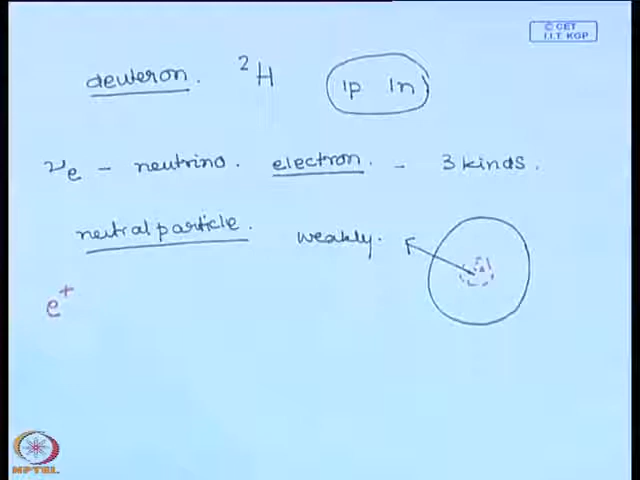 © CET
I.I.T. KGP
deuteron. ²H 1p 1n
νe - neutrino. electron. - 3 kinds.
neutral particle. weakly.
e⁺
NPTEL